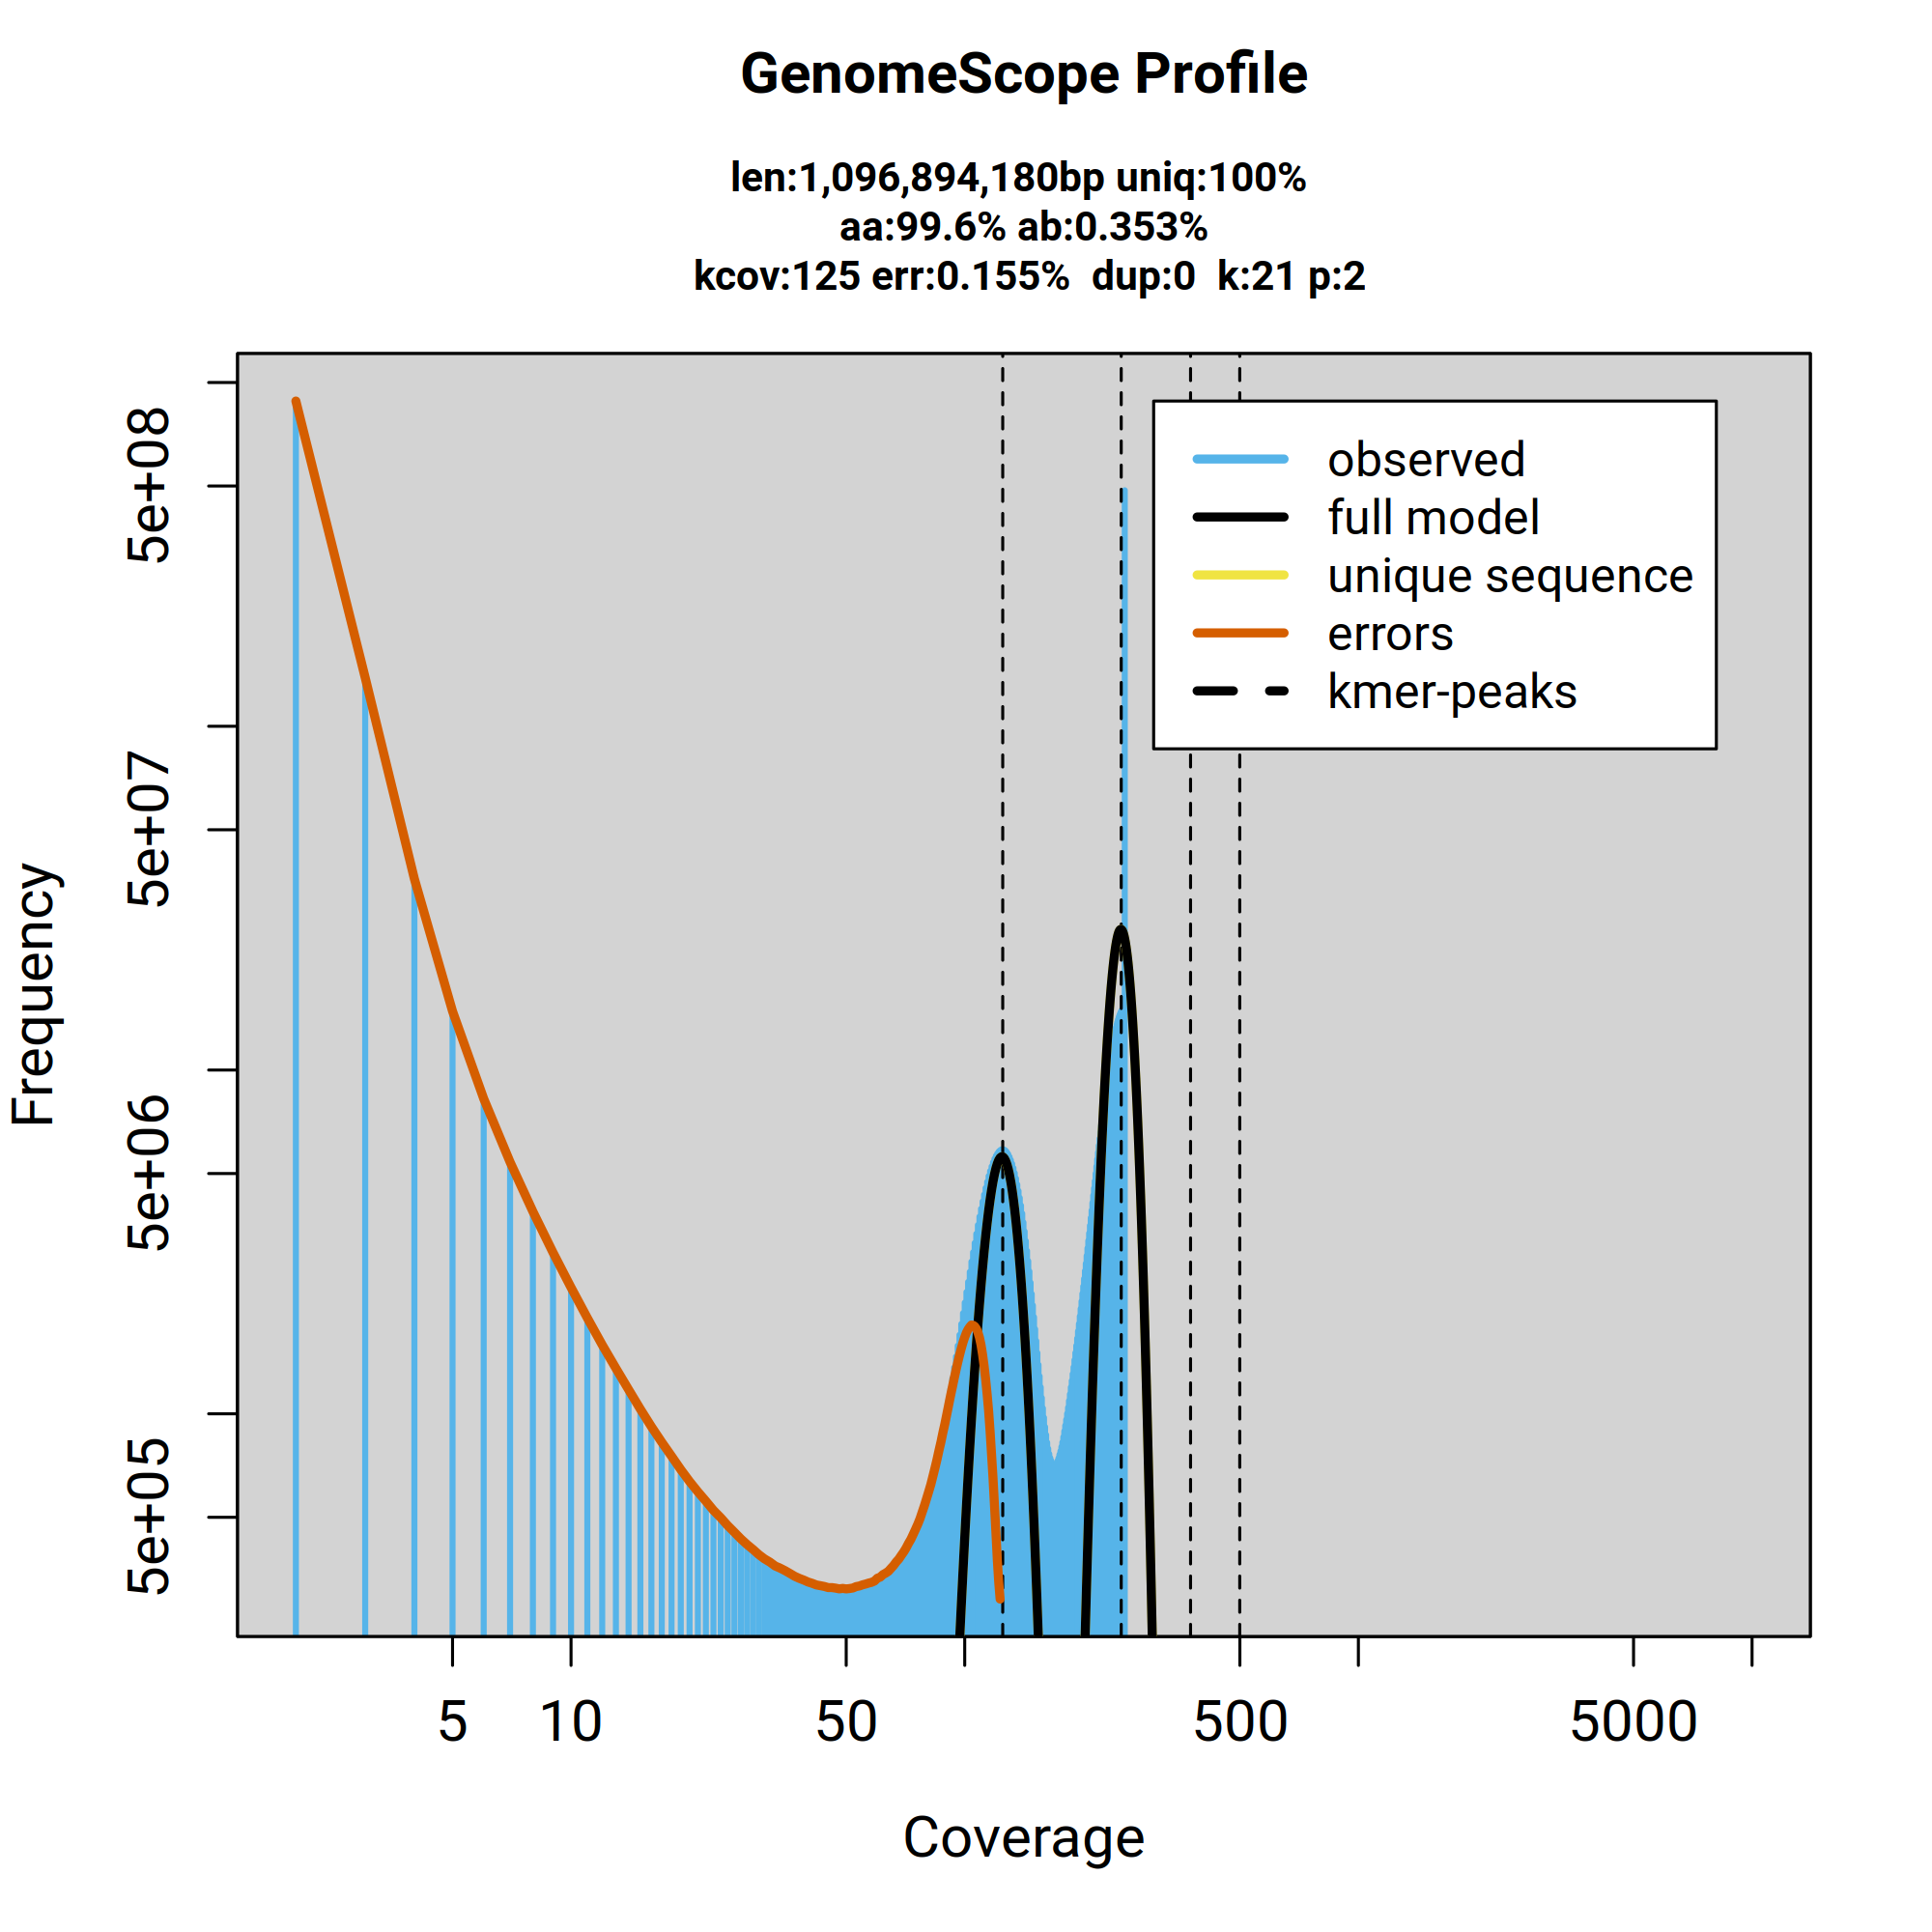 GenomeScope Profile
len:1,096,894,180bp uniq:100%
aa:99.6% ab:0.353%
kcov:125 err:0.155% dup:0 k:21 p:2
observed
full model
unique sequence
errors
kmer-peaks
Frequency
5e+08
5e+07
5e+06
5e+05
5 10 50 500 5000
Coverage